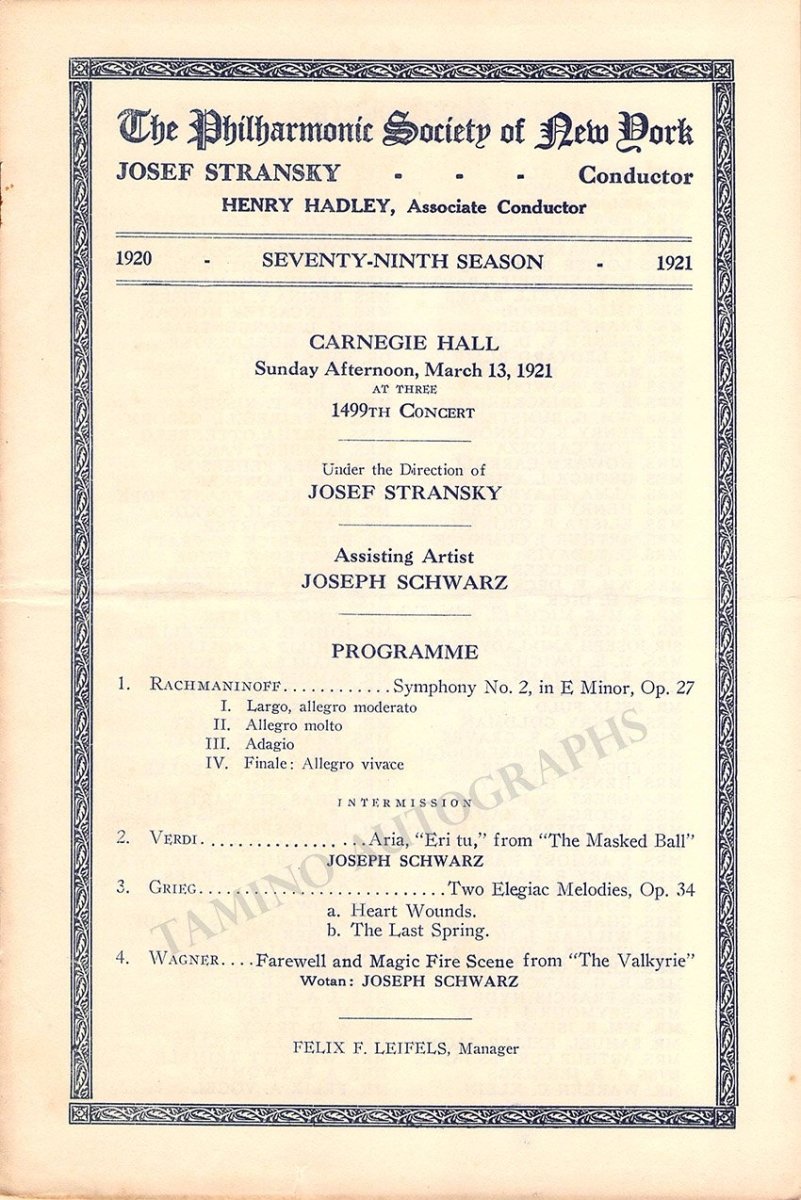 The Philharmonic Society of New York
JOSEF STRANSKY - - - Conductor
HENRY HADLEY, Associate Conductor
1920 - SEVENTY-NINTH SEASON - 1921
CARNEGIE HALL
Sunday Afternoon, March 13, 1921
AT THREE
1499TH CONCERT
Under the Direction of
JOSEF STRANSKY
Assisting Artist
JOSEPH SCHWARZ
PROGRAMME
1. RACHMANINOFF............Symphony No. 2, in E Minor, Op. 27
I. Largo, allegro moderato
II. Allegro molto
III. Adagio
IV. Finale: Allegro vivace
INTERMISSION
2. VERDI...................Aria, "Eri tu," from "The Masked Ball"
JOSEPH SCHWARZ
3. GRIEG...........................Two Elegiac Melodies, Op. 34
a. Heart Wounds.
b. The Last Spring.
4. WAGNER....Farewell and Magic Fire Scene from "The Valkyrie"
Wotan: JOSEPH SCHWARZ
FELIX F. LEIFELS, Manager
TAMINO AUTOGRAPHS